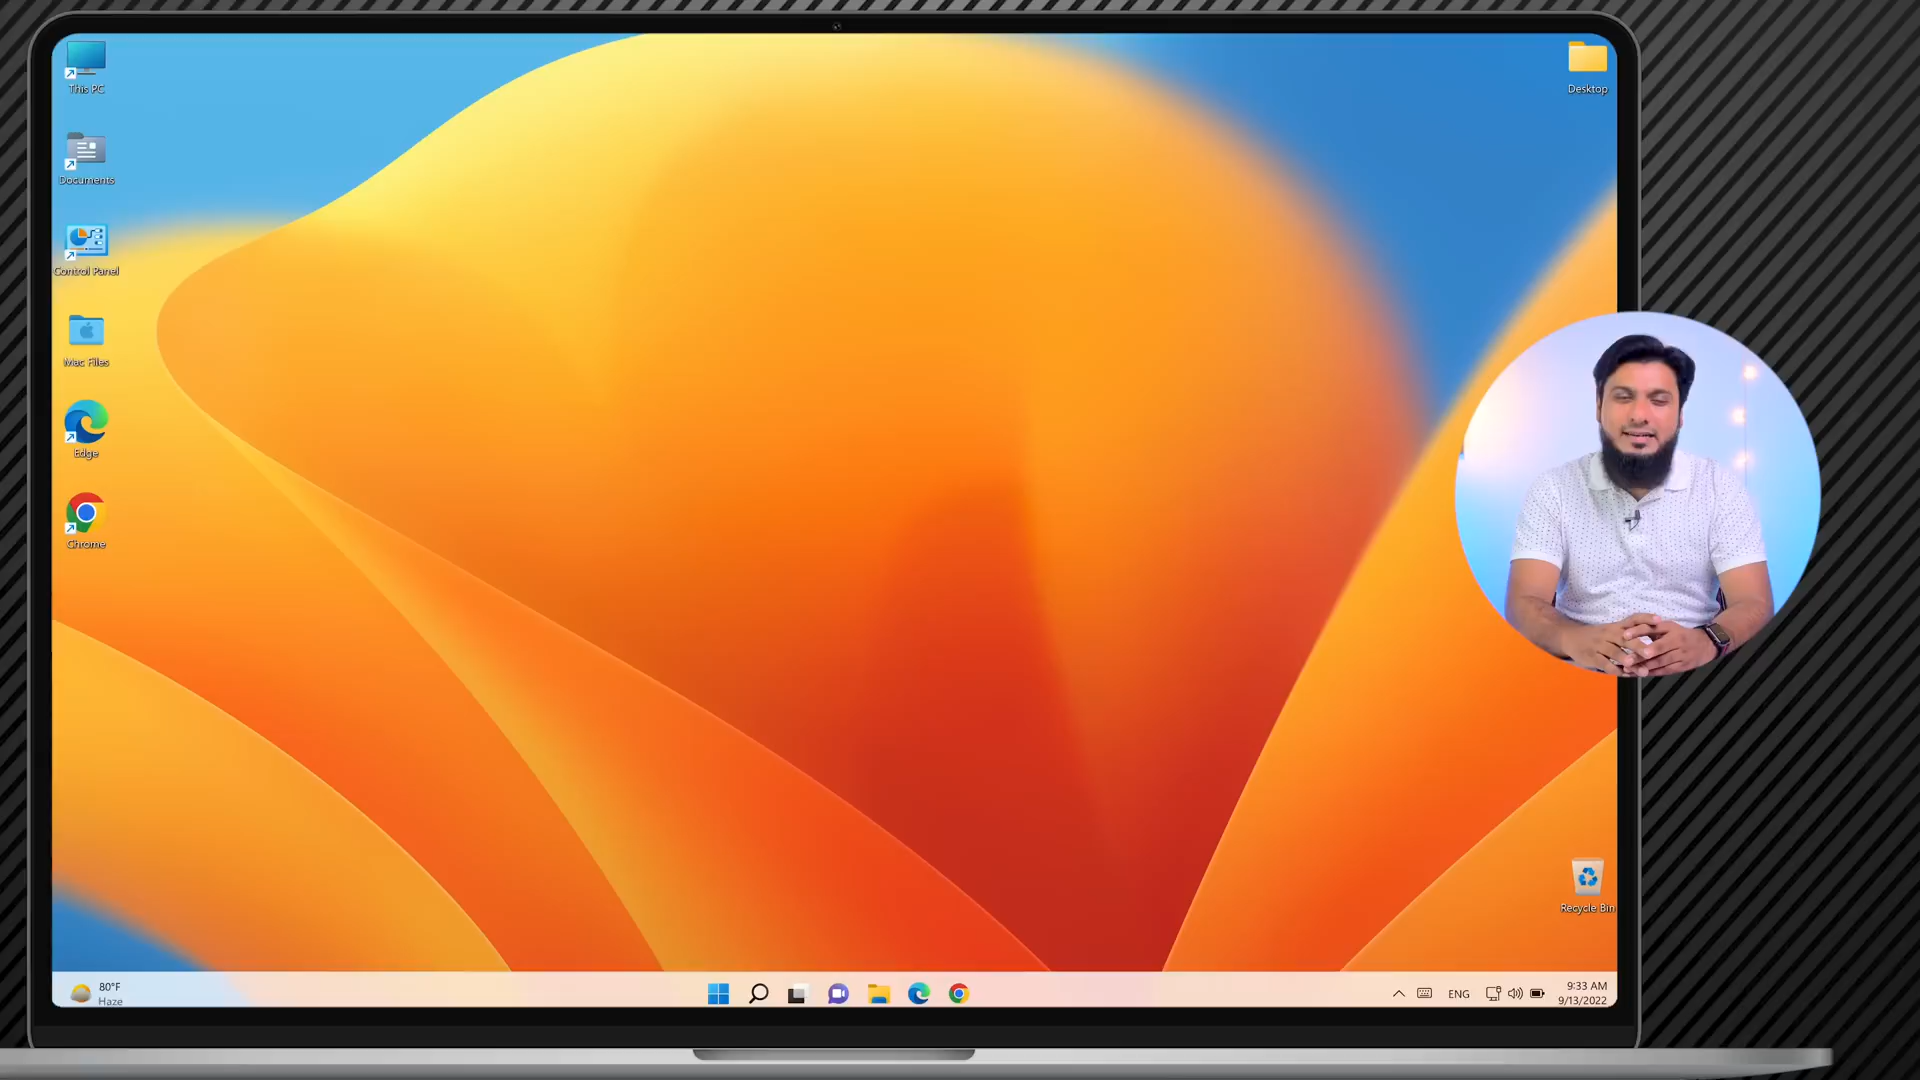 This PC
Documents
Control Panel
Mac Files
Edge
Chrome
Desktop
Recycle Bin
80°F
Haze
ENG
9:33 AM
9/13/2022